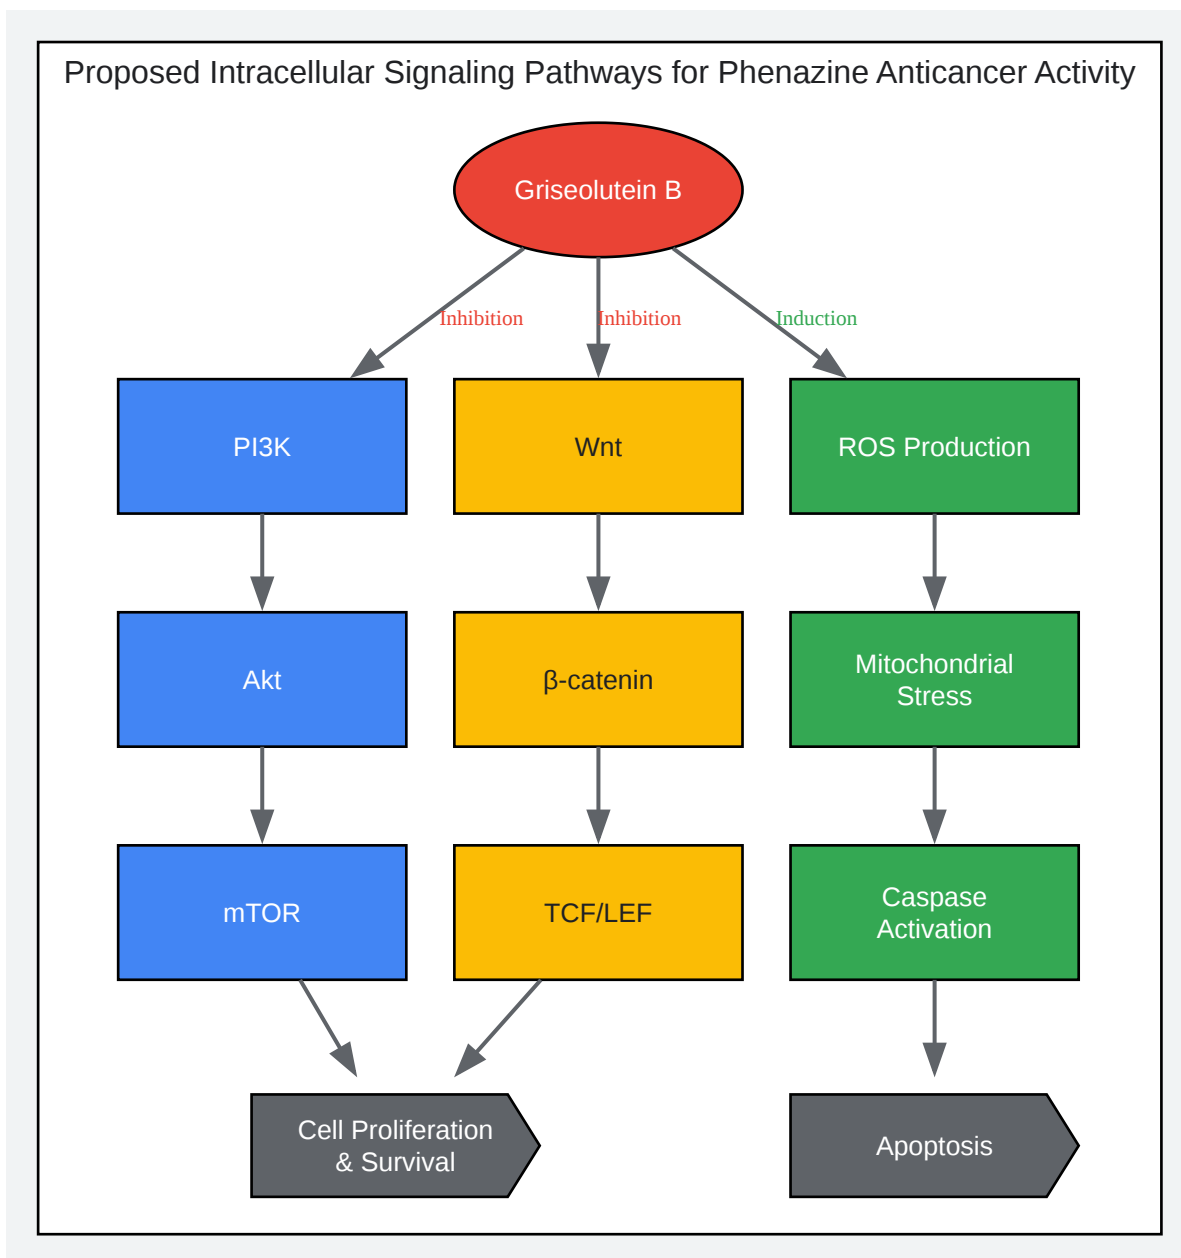 Proposed Intracellular Signaling Pathways for Phenazine Anticancer Activity
Griseolutein B
Inhibition
Inhibition
Induction
PI3K
Wnt
ROS Production
Akt
β-catenin
Mitochondrial
Stress
mTOR
TCF/LEF
Caspase
Activation
Cell Proliferation
& Survival
Apoptosis